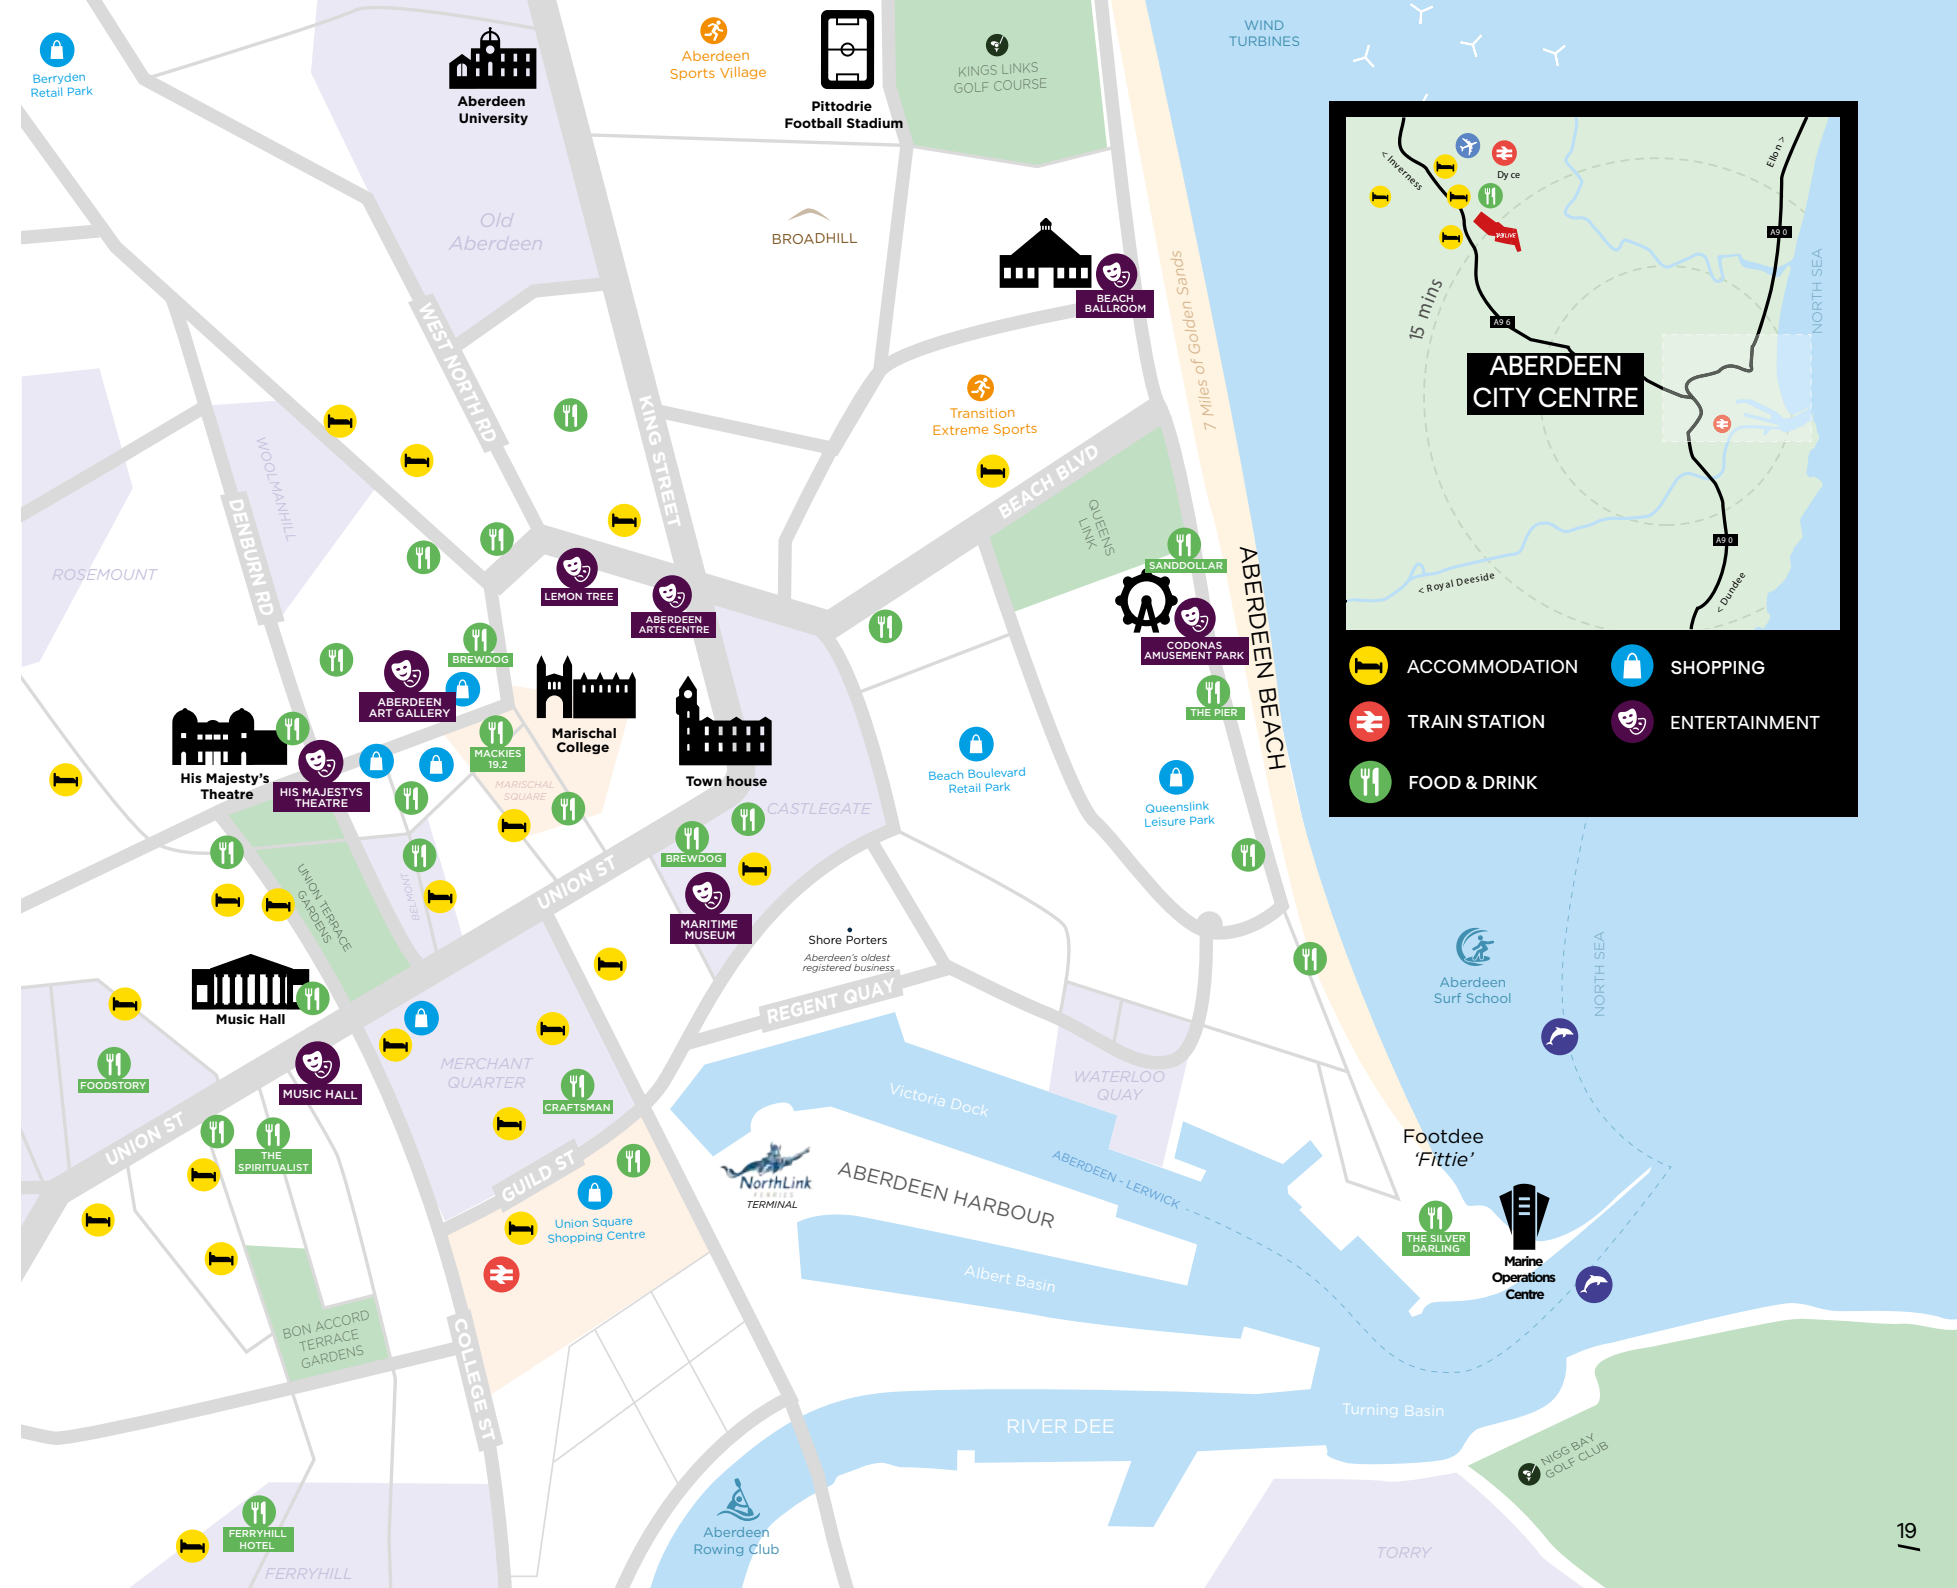 Berryden
Retail Park
Aberdeen
University
Aberdeen
Sports Village
Pittodrie
Football Stadium
KINGS LINKS
GOLF COURSE
WIND
TURBINES
Old
Aberdeen
BROADHILL
BEACH
BALLROOM
7 Miles of Golden Sands
WEST NORTH RD
KING STREET
Transition
Extreme Sports
BEACH BLVD
QUEENS
LINK
WOOLMANHILL
DENBURN RD
ROSEMOUNT
LEMON TREE
ABERDEEN
ARTS CENTRE
SANDDOLLAR
CODONAS
AMUSEMENT PARK
THE PIER
ABERDEEN BEACH
BREWDOG
ABERDEEN
ART GALLERY
Marischal
College
MACKIES
19.2
MARISCHAL
SQUARE
Town house
His Majesty's
Theatre
HIS MAJESTYS
THEATRE
CASTLEGATE
Beach Boulevard
Retail Park
Queenslink
Leisure Park
UNION TERRACE
GARDENS
BELMONT
UNION ST
BREWDOG
MARITIME
MUSEUM
Shore Porters
Aberdeen's oldest
registered business
REGENT QUAY
Music Hall
MUSIC HALL
FOODSTORY
UNION ST
THE
SPIRITUALIST
MERCHANT
QUARTER
CRAFTSMAN
GUILD ST
Union Square
Shopping Centre
COLLEGE ST
BON ACCORD
TERRACE
GARDENS
FERRYHILL
HOTEL
FERRYHILL
WATERLOO
QUAY
Victoria Dock
ABERDEEN - LERWICK
ABERDEEN HARBOUR
NorthLink
FERRIES
TERMINAL
Albert Basin
RIVER DEE
Turning Basin
Aberdeen
Rowing Club
Footdee
'Fittie'
THE SILVER
DARLING
Marine
Operations
Centre
Aberdeen
Surf School
NORTH SEA
NIGG BAY
GOLF CLUB
TORRY
< Inverness
Dyce
Ellon >
A90
NORTH SEA
15 mins
A96
ABERDEEN
CITY CENTRE
A90
< Royal Deeside
< Dundee
ACCOMMODATION
SHOPPING
TRAIN STATION
ENTERTAINMENT
FOOD & DRINK
19